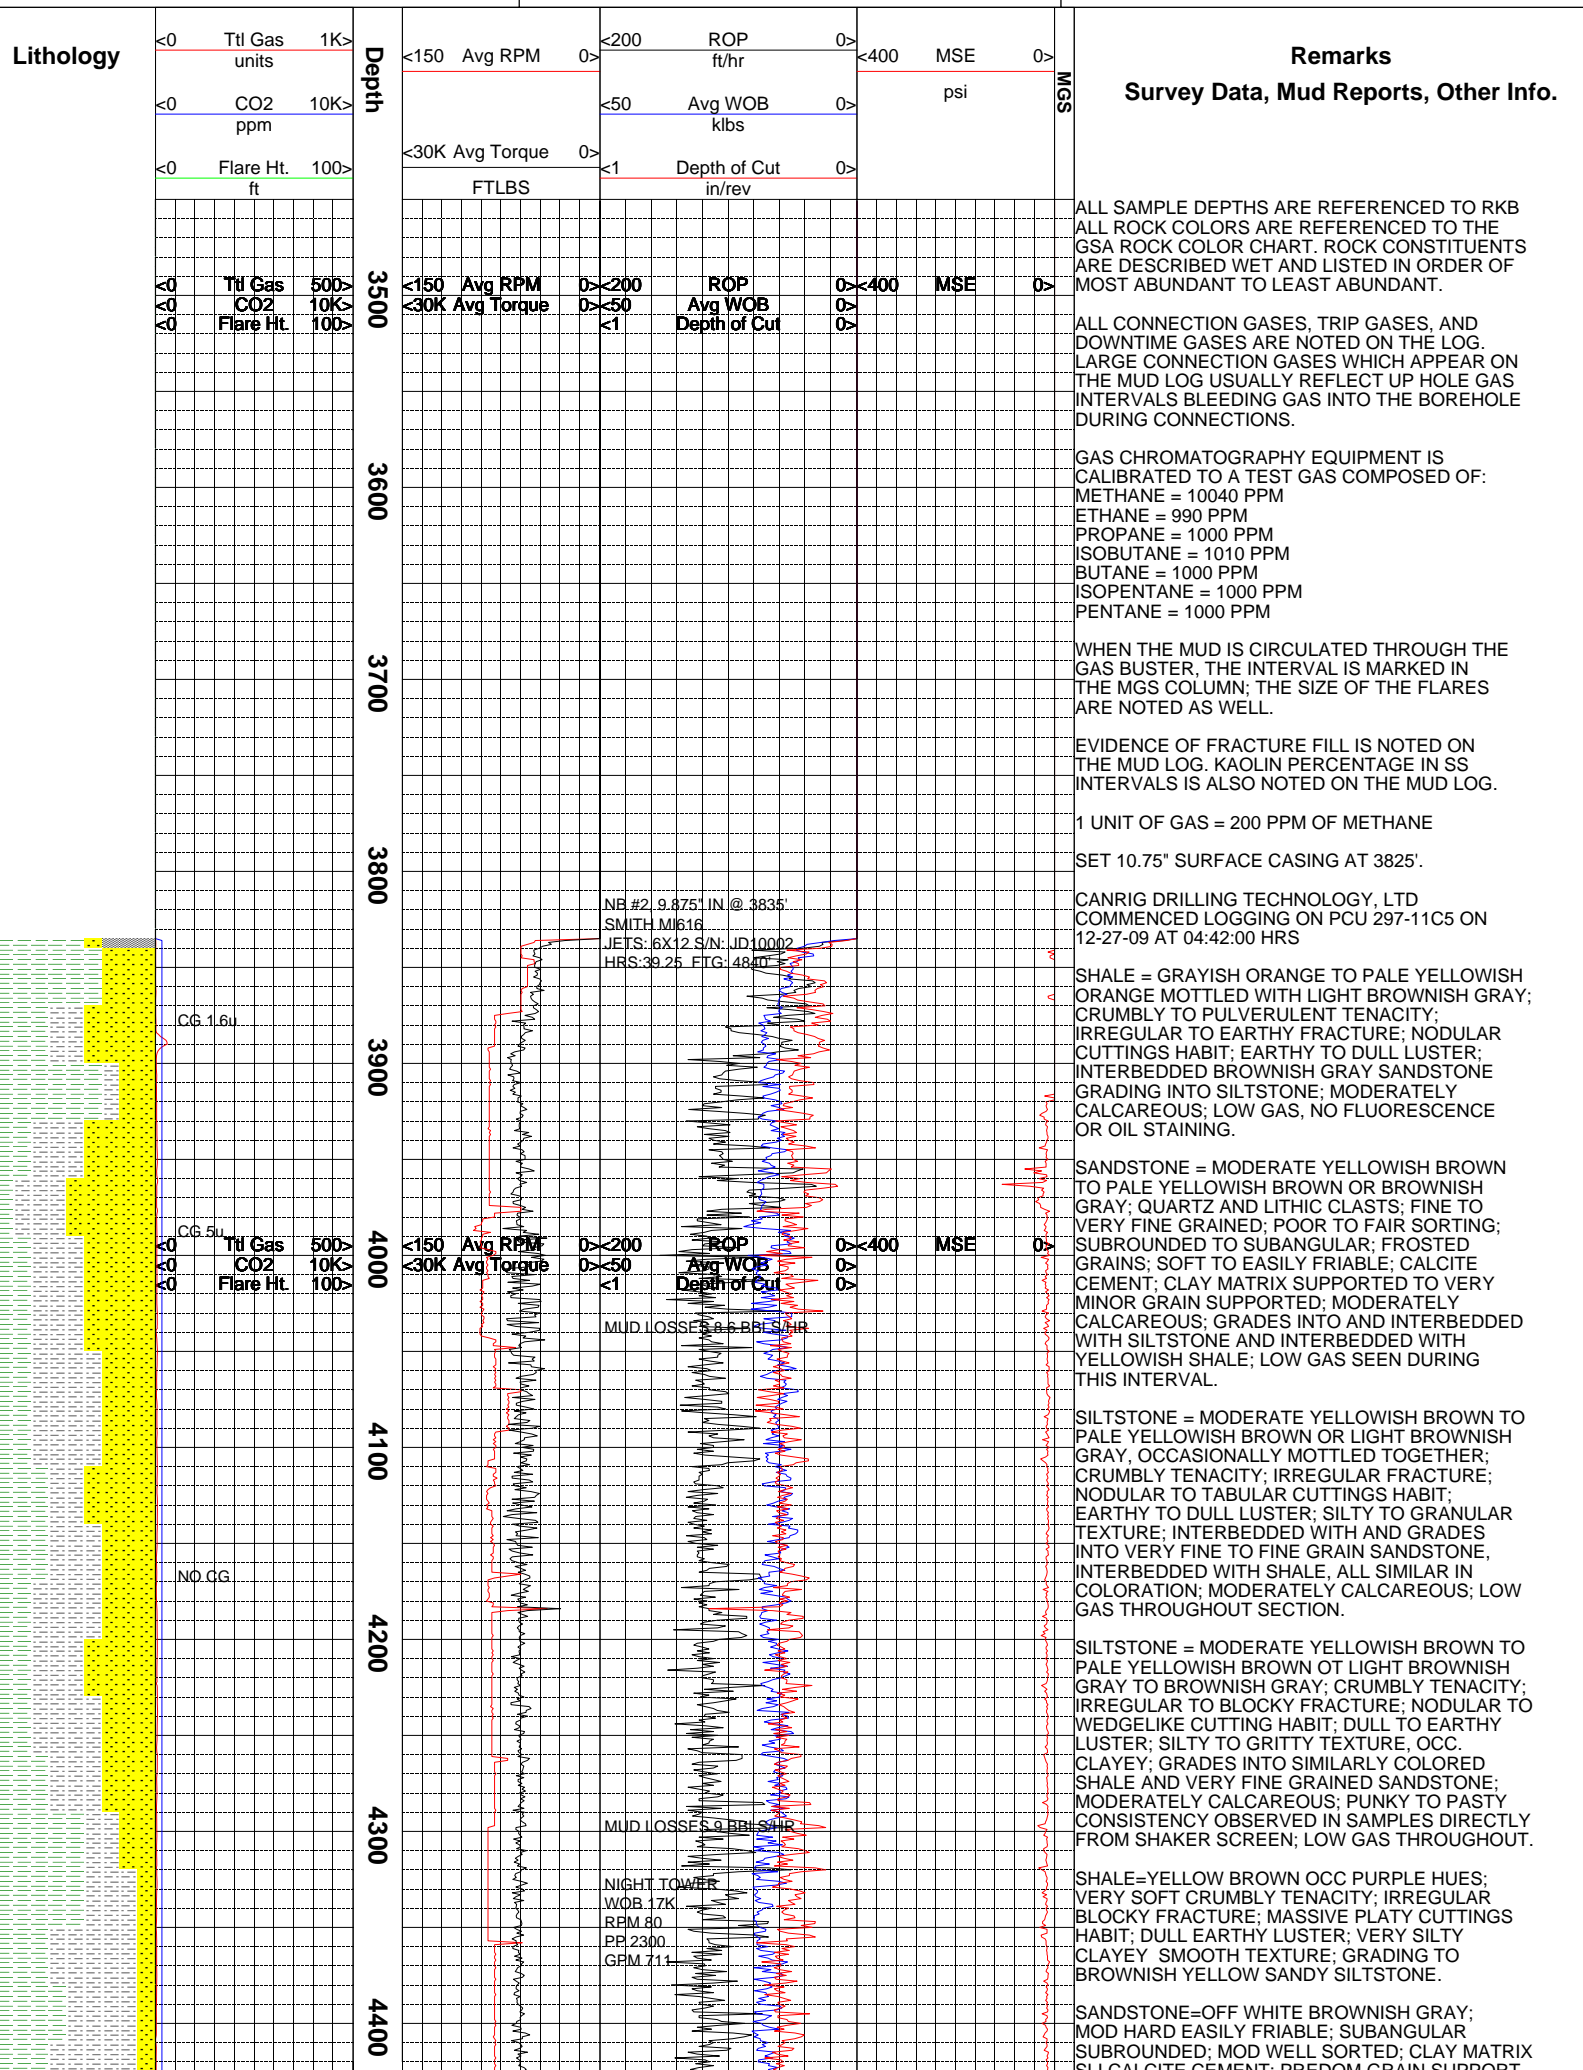 Lithology
<0 Ttl Gas 1K>
units
<0 CO2 10K>
ppm
<0 Flare Ht. 100>
ft
Depth
<150 Avg RPM 0>
<30K Avg Torque 0>
FTLBS
<200 ROP 0>
ft/hr
<50 Avg WOB 0>
klbs
<1 Depth of Cut 0>
in/rev
<400 MSE 0>
psi
MGS
Remarks
Survey Data, Mud Reports, Other Info.
<0 Ttl Gas 500>
<0 CO2 10K>
<0 Flare Ht. 100>
3500
<150 Avg RPM 0>
<30K Avg Torque 0>
<200 ROP 0>
<50 Avg WOB 0>
<1 Depth of Cut 0>
<400 MSE 0>
3600
3700
3800
NB #2, 9.875" IN @ 3835'
SMITH MI616
JETS: 6X12 S/N: JD10002
HRS:39.25 FTG: 4840
CG 1.6u
3900
CG 5u
<0 Ttl Gas 500>
<0 CO2 10K>
<0 Flare Ht. 100>
4000
<150 Avg RPM 0>
<30K Avg Torque 0>
<200 ROP 0>
<50 Avg WOB 0>
<1 Depth of Cut 0>
<400 MSE 0>
MUD LOSSES 8.6 BBLS/HR
4100
NO CG
4200
MUD LOSSES 9 BBLS/HR
4300
NIGHT TOWER
WOB 17K
RPM 80
PP 2300
GPM 711
4400
ALL SAMPLE DEPTHS ARE REFERENCED TO RKB
ALL ROCK COLORS ARE REFERENCED TO THE
GSA ROCK COLOR CHART. ROCK CONSTITUENTS
ARE DESCRIBED WET AND LISTED IN ORDER OF
MOST ABUNDANT TO LEAST ABUNDANT.
ALL CONNECTION GASES, TRIP GASES, AND
DOWNTIME GASES ARE NOTED ON THE LOG.
LARGE CONNECTION GASES WHICH APPEAR ON
THE MUD LOG USUALLY REFLECT UP HOLE GAS
INTERVALS BLEEDING GAS INTO THE BOREHOLE
DURING CONNECTIONS.
GAS CHROMATOGRAPHY EQUIPMENT IS
CALIBRATED TO A TEST GAS COMPOSED OF:
METHANE = 10040 PPM
ETHANE = 990 PPM
PROPANE = 1000 PPM
ISOBUTANE = 1010 PPM
BUTANE = 1000 PPM
ISOPENTANE = 1000 PPM
PENTANE = 1000 PPM
WHEN THE MUD IS CIRCULATED THROUGH THE
GAS BUSTER, THE INTERVAL IS MARKED IN
THE MGS COLUMN; THE SIZE OF THE FLARES
ARE NOTED AS WELL.
EVIDENCE OF FRACTURE FILL IS NOTED ON
THE MUD LOG. KAOLIN PERCENTAGE IN SS
INTERVALS IS ALSO NOTED ON THE MUD LOG.
1 UNIT OF GAS = 200 PPM OF METHANE
SET 10.75" SURFACE CASING AT 3825'.
CANRIG DRILLING TECHNOLOGY, LTD
COMMENCED LOGGING ON PCU 297-11C5 ON
12-27-09 AT 04:42:00 HRS
SHALE = GRAYISH ORANGE TO PALE YELLOWISH
ORANGE MOTTLED WITH LIGHT BROWNISH GRAY;
CRUMBLY TO PULVERULENT TENACITY;
IRREGULAR TO EARTHY FRACTURE; NODULAR
CUTTINGS HABIT; EARTHY TO DULL LUSTER;
INTERBEDDED BROWNISH GRAY SANDSTONE
GRADING INTO SILTSTONE; MODERATELY
CALCAREOUS; LOW GAS, NO FLUORESCENCE
OR OIL STAINING.
SANDSTONE = MODERATE YELLOWISH BROWN
TO PALE YELLOWISH BROWN OR BROWNISH
GRAY; QUARTZ AND LITHIC CLASTS; FINE TO
VERY FINE GRAINED; POOR TO FAIR SORTING;
SUBROUNDED TO SUBANGULAR; FROSTED
GRAINS; SOFT TO EASILY FRIABLE; CALCITE
CEMENT; CLAY MATRIX SUPPORTED TO VERY
MINOR GRAIN SUPPORTED; MODERATELY
CALCAREOUS; GRADES INTO AND INTERBEDDED
WITH SILTSTONE AND INTERBEDDED WITH
YELLOWISH SHALE; LOW GAS SEEN DURING
THIS INTERVAL.
SILTSTONE = MODERATE YELLOWISH BROWN TO
PALE YELLOWISH BROWN OR LIGHT BROWNISH
GRAY, OCCASIONALLY MOTTLED TOGETHER;
CRUMBLY TENACITY; IRREGULAR FRACTURE;
NODULAR TO TABULAR CUTTINGS HABIT;
EARTHY TO DULL LUSTER; SILTY TO GRANULAR
TEXTURE; INTERBEDDED WITH AND GRADES
INTO VERY FINE TO FINE GRAIN SANDSTONE,
INTERBEDDED WITH SHALE, ALL SIMILAR IN
COLORATION; MODERATELY CALCAREOUS; LOW
GAS THROUGHOUT SECTION.
SILTSTONE = MODERATE YELLOWISH BROWN TO
PALE YELLOWISH BROWN OT LIGHT BROWNISH
GRAY TO BROWNISH GRAY; CRUMBLY TENACITY;
IRREGULAR TO BLOCKY FRACTURE; NODULAR TO
WEDGELIKE CUTTING HABIT; DULL TO EARTHY
LUSTER; SILTY TO GRITTY TEXTURE, OCC.
CLAYEY; GRADES INTO SIMILARLY COLORED
SHALE AND VERY FINE GRAINED SANDSTONE;
MODERATELY CALCAREOUS; PUNKY TO PASTY
CONSISTENCY OBSERVED IN SAMPLES DIRECTLY
FROM SHAKER SCREEN; LOW GAS THROUGHOUT.
SHALE=YELLOW BROWN OCC PURPLE HUES;
VERY SOFT CRUMBLY TENACITY; IRREGULAR
BLOCKY FRACTURE; MASSIVE PLATY CUTTINGS
HABIT; DULL EARTHY LUSTER; VERY SILTY
CLAYEY SMOOTH TEXTURE; GRADING TO
BROWNISH YELLOW SANDY SILTSTONE.
SANDSTONE=OFF WHITE BROWNISH GRAY;
MOD HARD EASILY FRIABLE; SUBANGULAR
SUBROUNDED; MOD WELL SORTED; CLAY MATRIX
SLI CALCITE CEMENT; PREDOM GRAIN SUPPORT